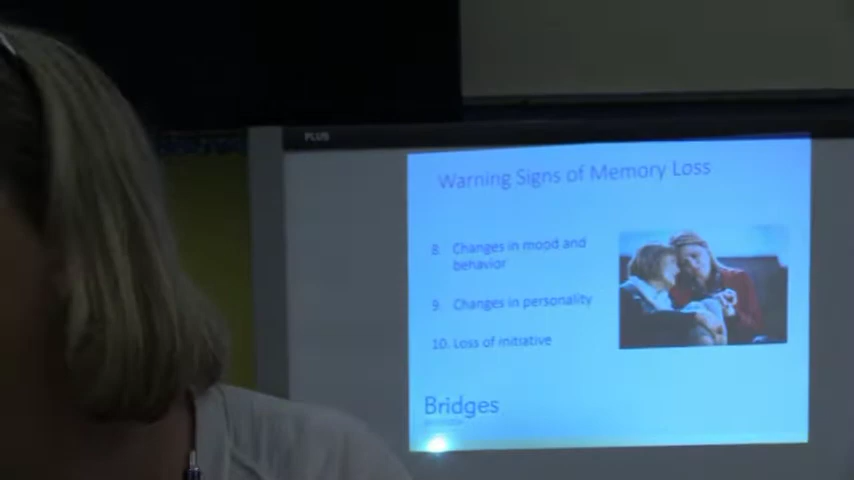 PLUS
Warning Signs of Memory Loss
8. Changes in mood and
behavior
9. Changes in personality
10. Loss of initiative
Bridges